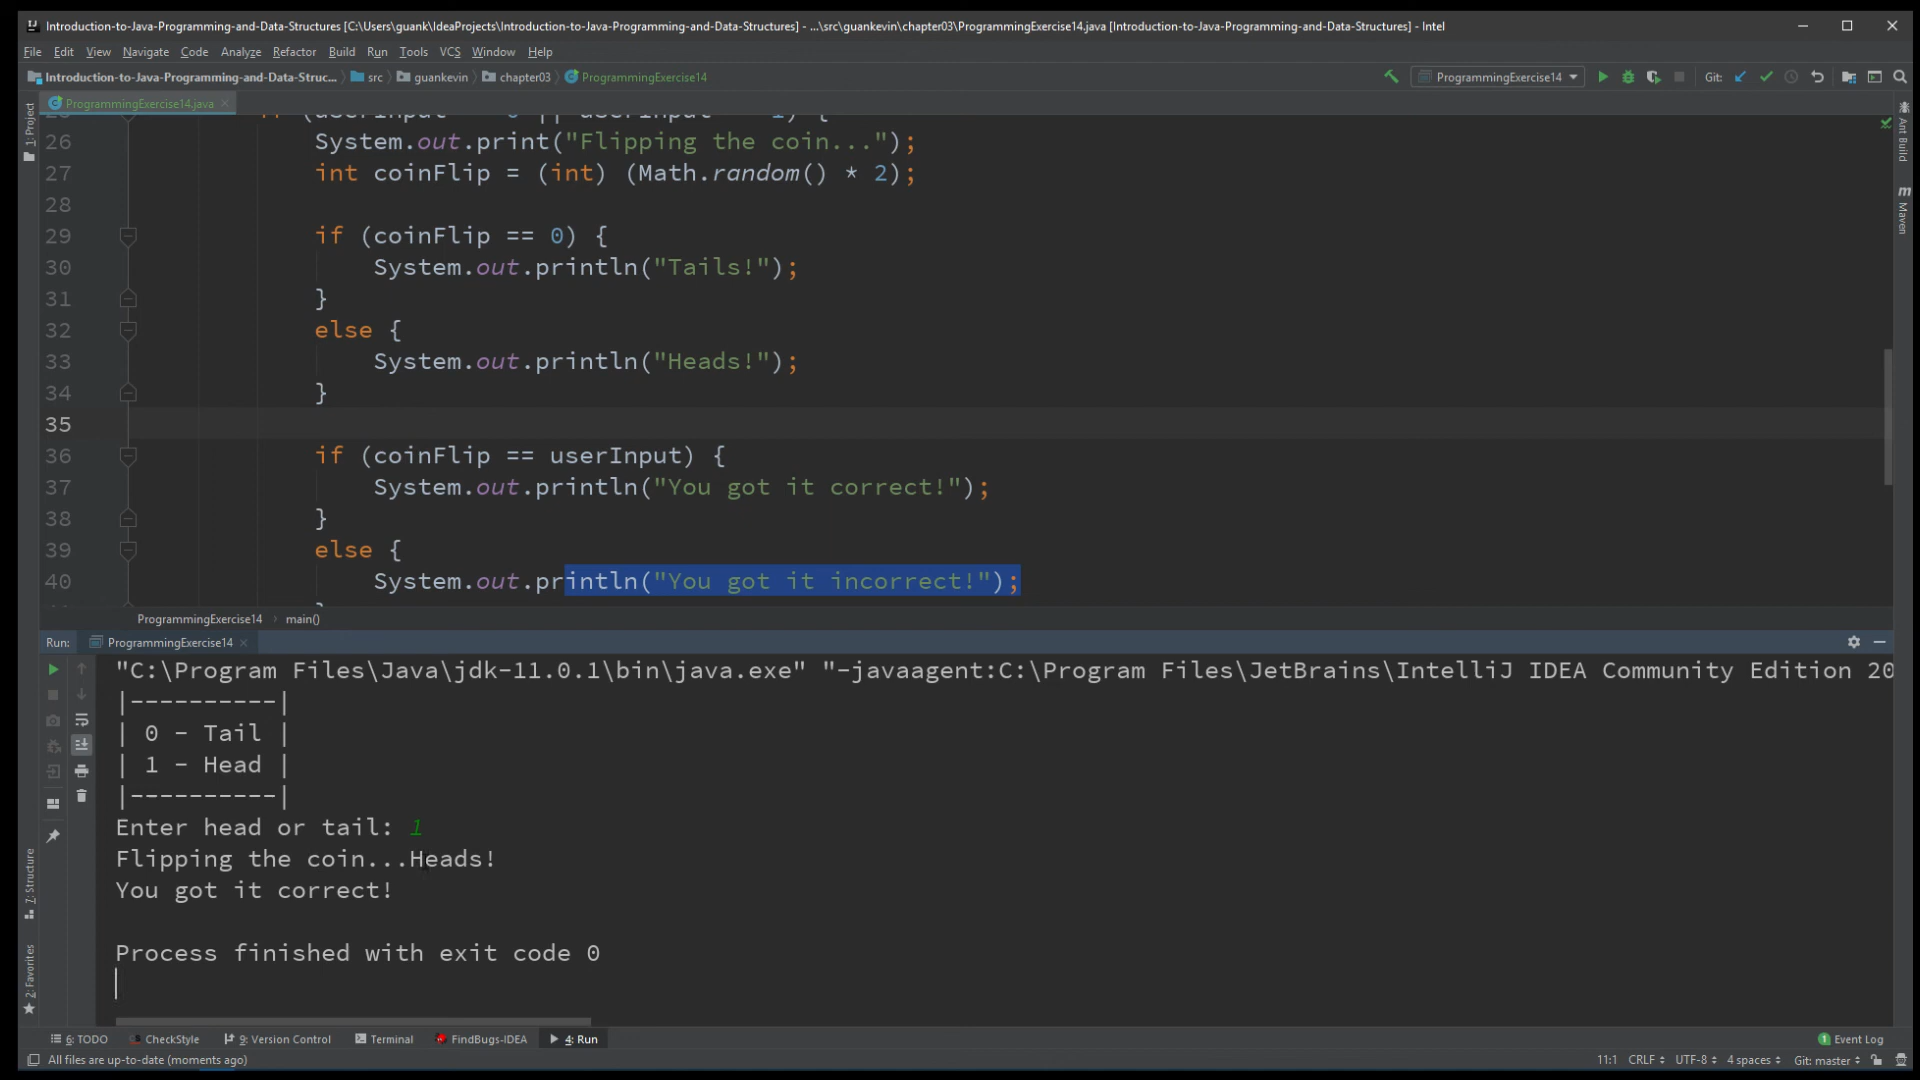 Introduction-to-Java-Programming-and-Data-Structures [C:\Users\guank\IdeaProjects\Introduction-to-Java-Programming-and-Data-Structures] - ...\src\guankevin\chapter03\ProgrammingExercise14.java [Introduction-to-Java-Programming-and-Data-Structures] - Intel
File Edit View Navigate Code Analyze Refactor Build Run Tools VCS Window Help
Introduction-to-Java-Programming-and-Data-Struc... src guankevin chapter03 ProgrammingExercise14 ProgrammingExercise14 Git:
1: Project
ProgrammingExercise14.java
Ant Build
Maven
26 System.out.print("Flipping the coin...");
27 int coinFlip = (int) (Math.random() * 2);
28
29 if (coinFlip == 0) {
30 System.out.println("Tails!");
31 }
32 else {
33 System.out.println("Heads!");
34 }
35
36 if (coinFlip == userInput) {
37 System.out.println("You got it correct!");
38 }
39 else {
40 System.out.println("You got it incorrect!");
ProgrammingExercise14 main()
Run: ProgrammingExercise14
"C:\Program Files\Java\jdk-11.0.1\bin\java.exe" "-javaagent:C:\Program Files\JetBrains\IntelliJ IDEA Community Edition 20
|----------|
| 0 - Tail |
| 1 - Head |
|----------|
Enter head or tail: 1
Flipping the coin...Heads!
You got it correct!
Process finished with exit code 0
7: Structure
2: Favorites
6: TODO CheckStyle 9: Version Control Terminal FindBugs-IDEA 4: Run 1 Event Log
All files are up-to-date (moments ago) 11:1 CRLF UTF-8 4 spaces Git: master